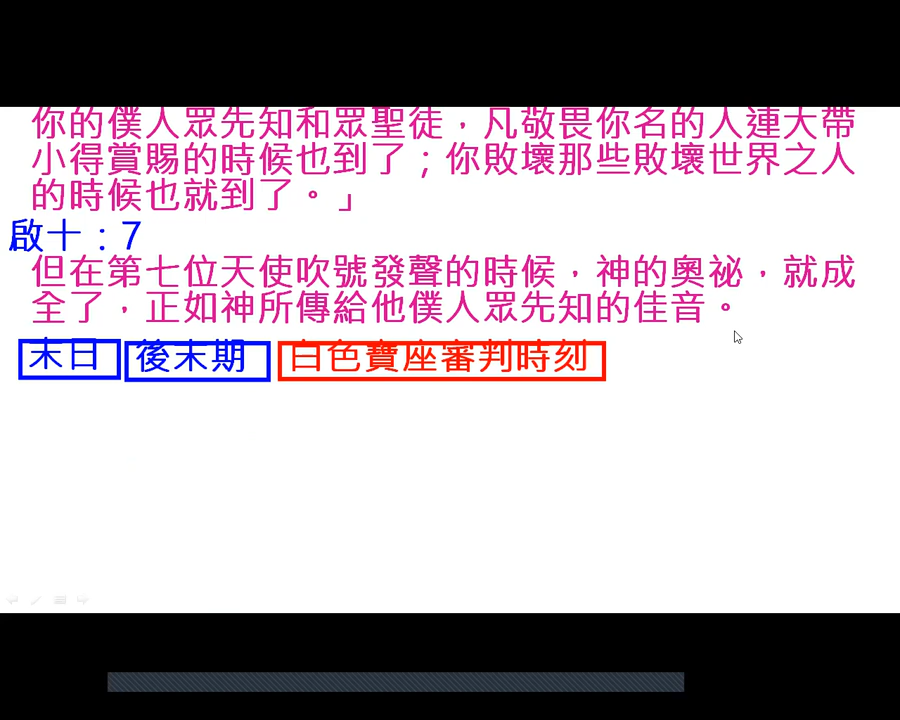 你的僕人眾先知和眾聖徒，凡敬畏你名的人連大帶
小得賞賜的時候也到了；你敗壞那些敗壞世界之人
的時候也就到了。」
啟十：7
但在第七位天使吹號發聲的時候，神的奧祕，就成
全了，正如神所傳給他僕人眾先知的佳音。
末日 後末期 白色寶座審判時刻